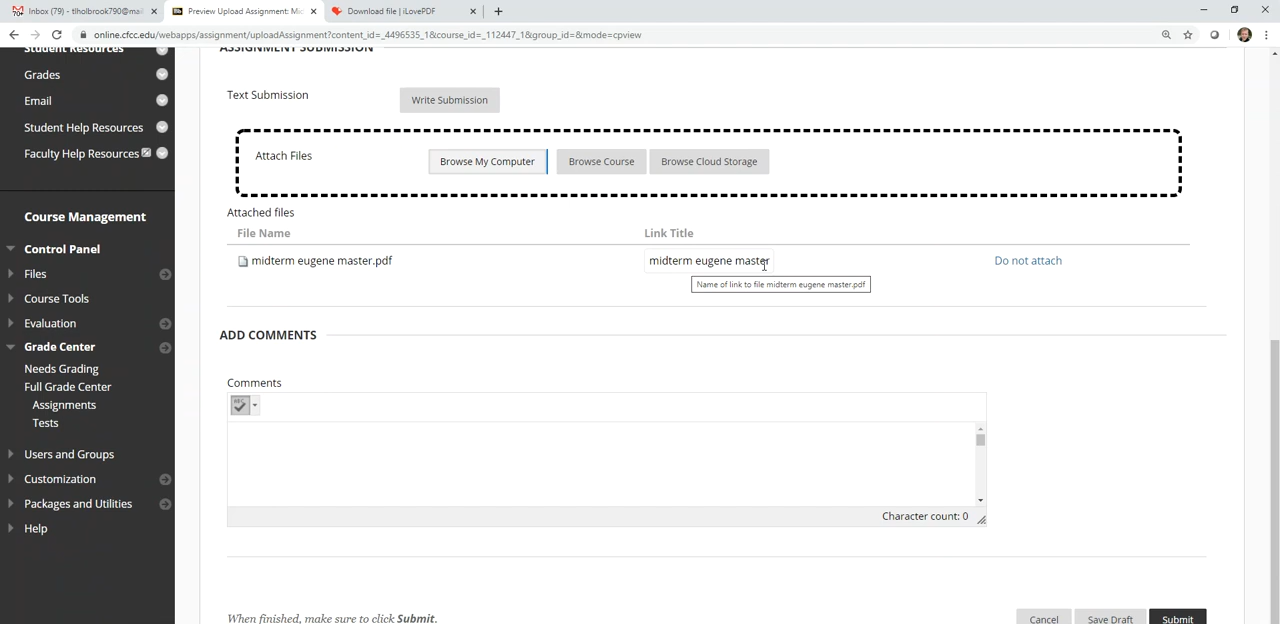 Inbox (79) - tlholbrook790@mai
Preview Upload Assignment: Mid
Download file | iLovePDF
online.cfcc.edu/webapps/assignment/uploadAssignment?content_id=_4496535_1&course_id=_112447_1&group_id=&mode=cpview
Student Resources
Grades
Email
Student Help Resources
Faculty Help Resources
Course Management
Control Panel
Files
Course Tools
Evaluation
Grade Center
Needs Grading
Full Grade Center
Assignments
Tests
Users and Groups
Customization
Packages and Utilities
Help
ASSIGNMENT SUBMISSION
Text Submission
Write Submission
Attach Files
Browse My Computer
Browse Course
Browse Cloud Storage
Attached files
File Name
Link Title
midterm eugene master.pdf
midterm eugene master
Do not attach
Name of link to file midterm eugene master.pdf
ADD COMMENTS
Comments
ABC
Character count: 0
When finished, make sure to click Submit.
Cancel
Save Draft
Submit